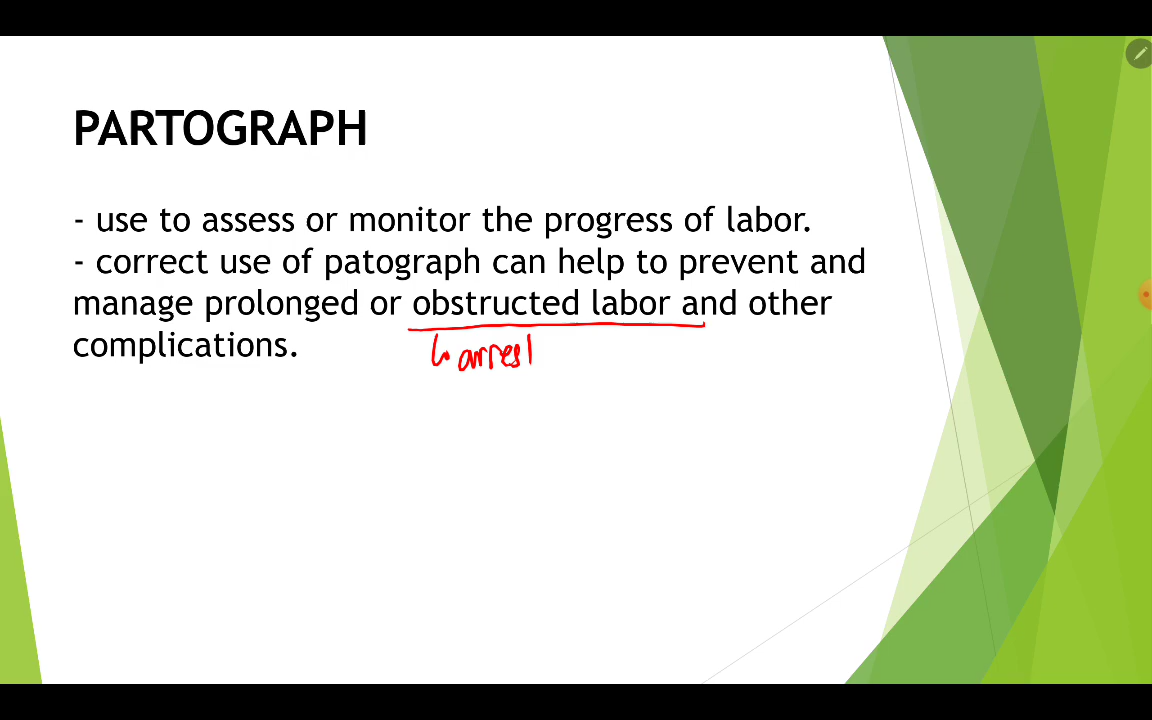 PARTOGRAPH
- use to assess or monitor the progress of labor.
- correct use of patograph can help to prevent and
manage prolonged or obstructed labor and other
complications.
arrest